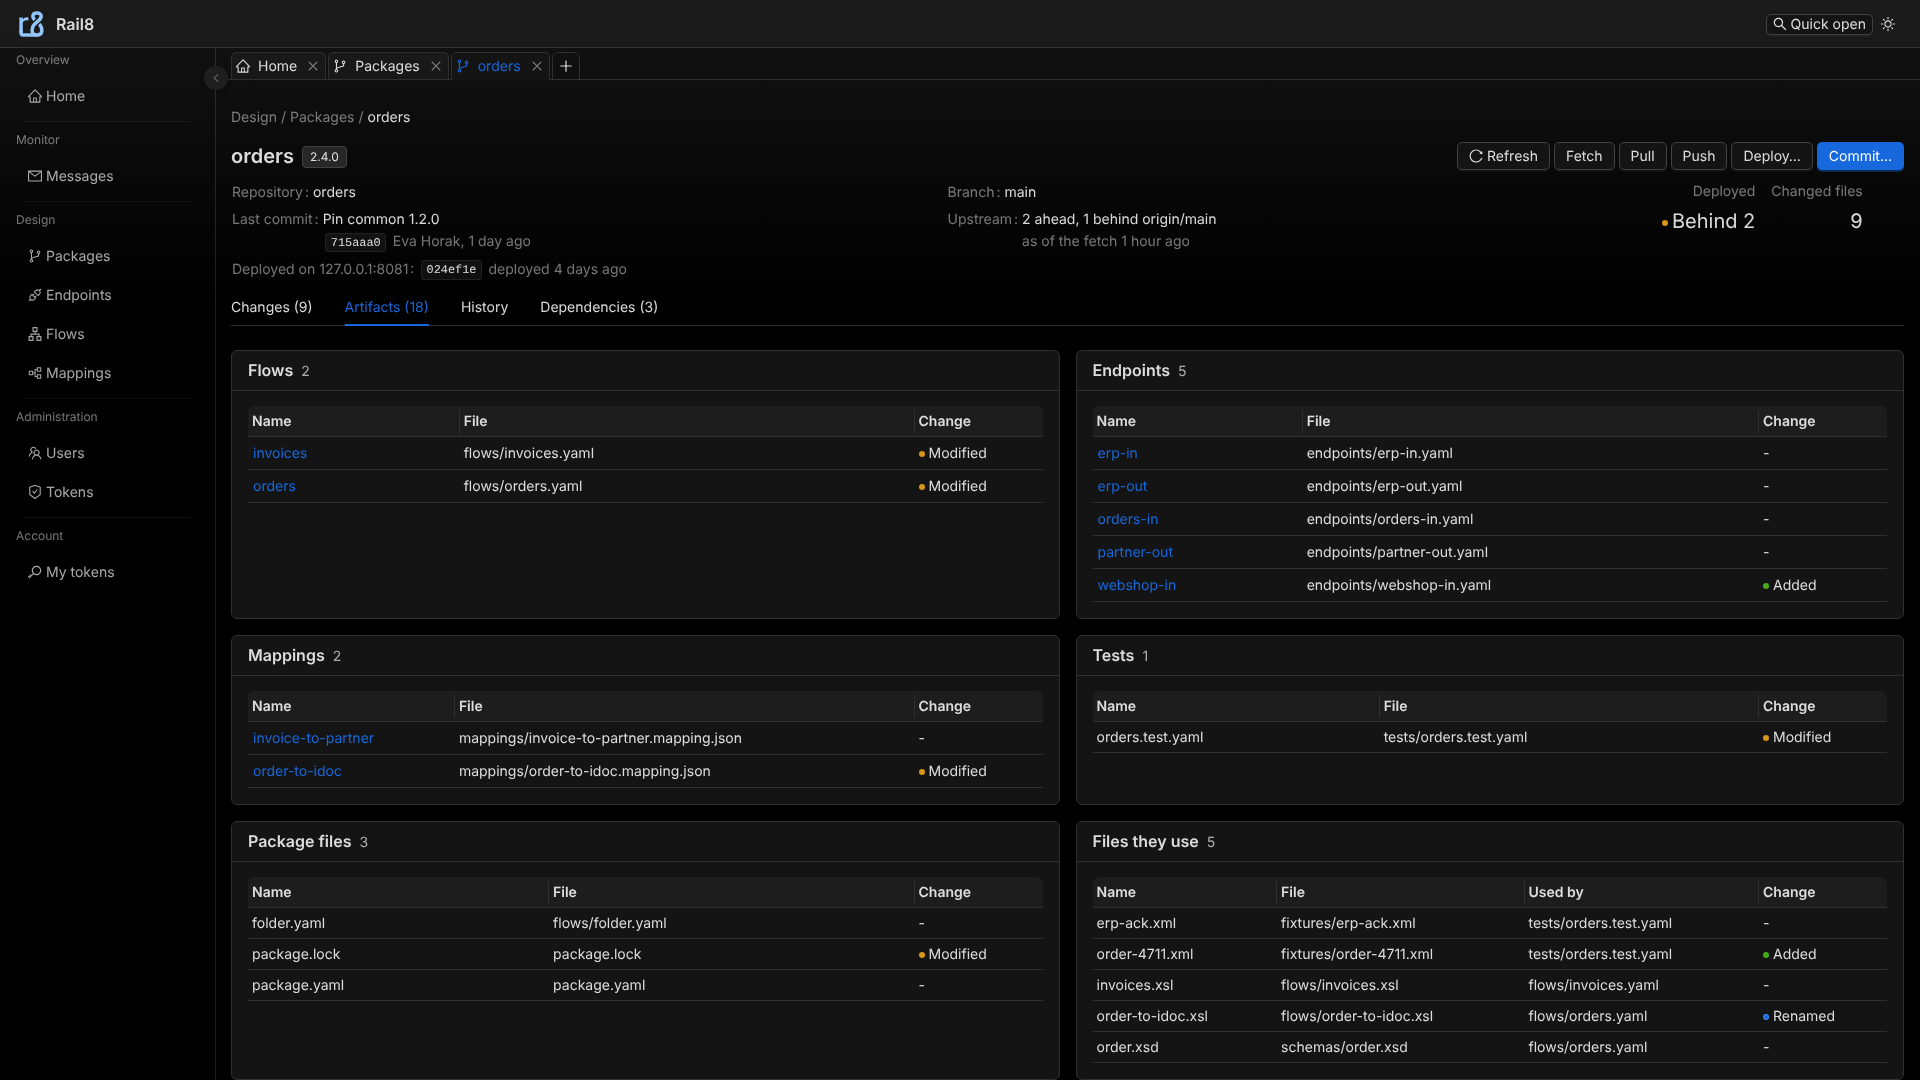 Rail8
Quick open
Overview
Home
Monitor
Messages
Design
Packages
Endpoints
Flows
Mappings
Administration
Users
Tokens
Account
My tokens
Home
Packages
orders
Design / Packages / orders
orders 2.4.0
Refresh Fetch Pull Push Deploy... Commit...
Repository: orders
Branch: main
Deployed Changed files
Last commit: Pin common 1.2.0
Upstream: 2 ahead, 1 behind origin/main
Behind 2 9
715aaa0 Eva Horak, 1 day ago
as of the fetch 1 hour ago
Deployed on 127.0.0.1:8081: 024ef1e deployed 4 days ago
Changes (9) Artifacts (18) History Dependencies (3)
Flows 2
Name File Change
invoices flows/invoices.yaml Modified
orders flows/orders.yaml Modified
Endpoints 5
Name File Change
erp-in endpoints/erp-in.yaml -
erp-out endpoints/erp-out.yaml -
orders-in endpoints/orders-in.yaml -
partner-out endpoints/partner-out.yaml -
webshop-in endpoints/webshop-in.yaml Added
Mappings 2
Name File Change
invoice-to-partner mappings/invoice-to-partner.mapping.json -
order-to-idoc mappings/order-to-idoc.mapping.json Modified
Tests 1
Name File Change
orders.test.yaml tests/orders.test.yaml Modified
Package files 3
Name File Change
folder.yaml flows/folder.yaml -
package.lock package.lock Modified
package.yaml package.yaml -
Files they use 5
Name File Used by Change
erp-ack.xml fixtures/erp-ack.xml tests/orders.test.yaml -
order-4711.xml fixtures/order-4711.xml tests/orders.test.yaml Added
invoices.xsl flows/invoices.xsl flows/invoices.yaml -
order-to-idoc.xsl flows/order-to-idoc.xsl flows/orders.yaml Renamed
order.xsd schemas/order.xsd flows/orders.yaml -